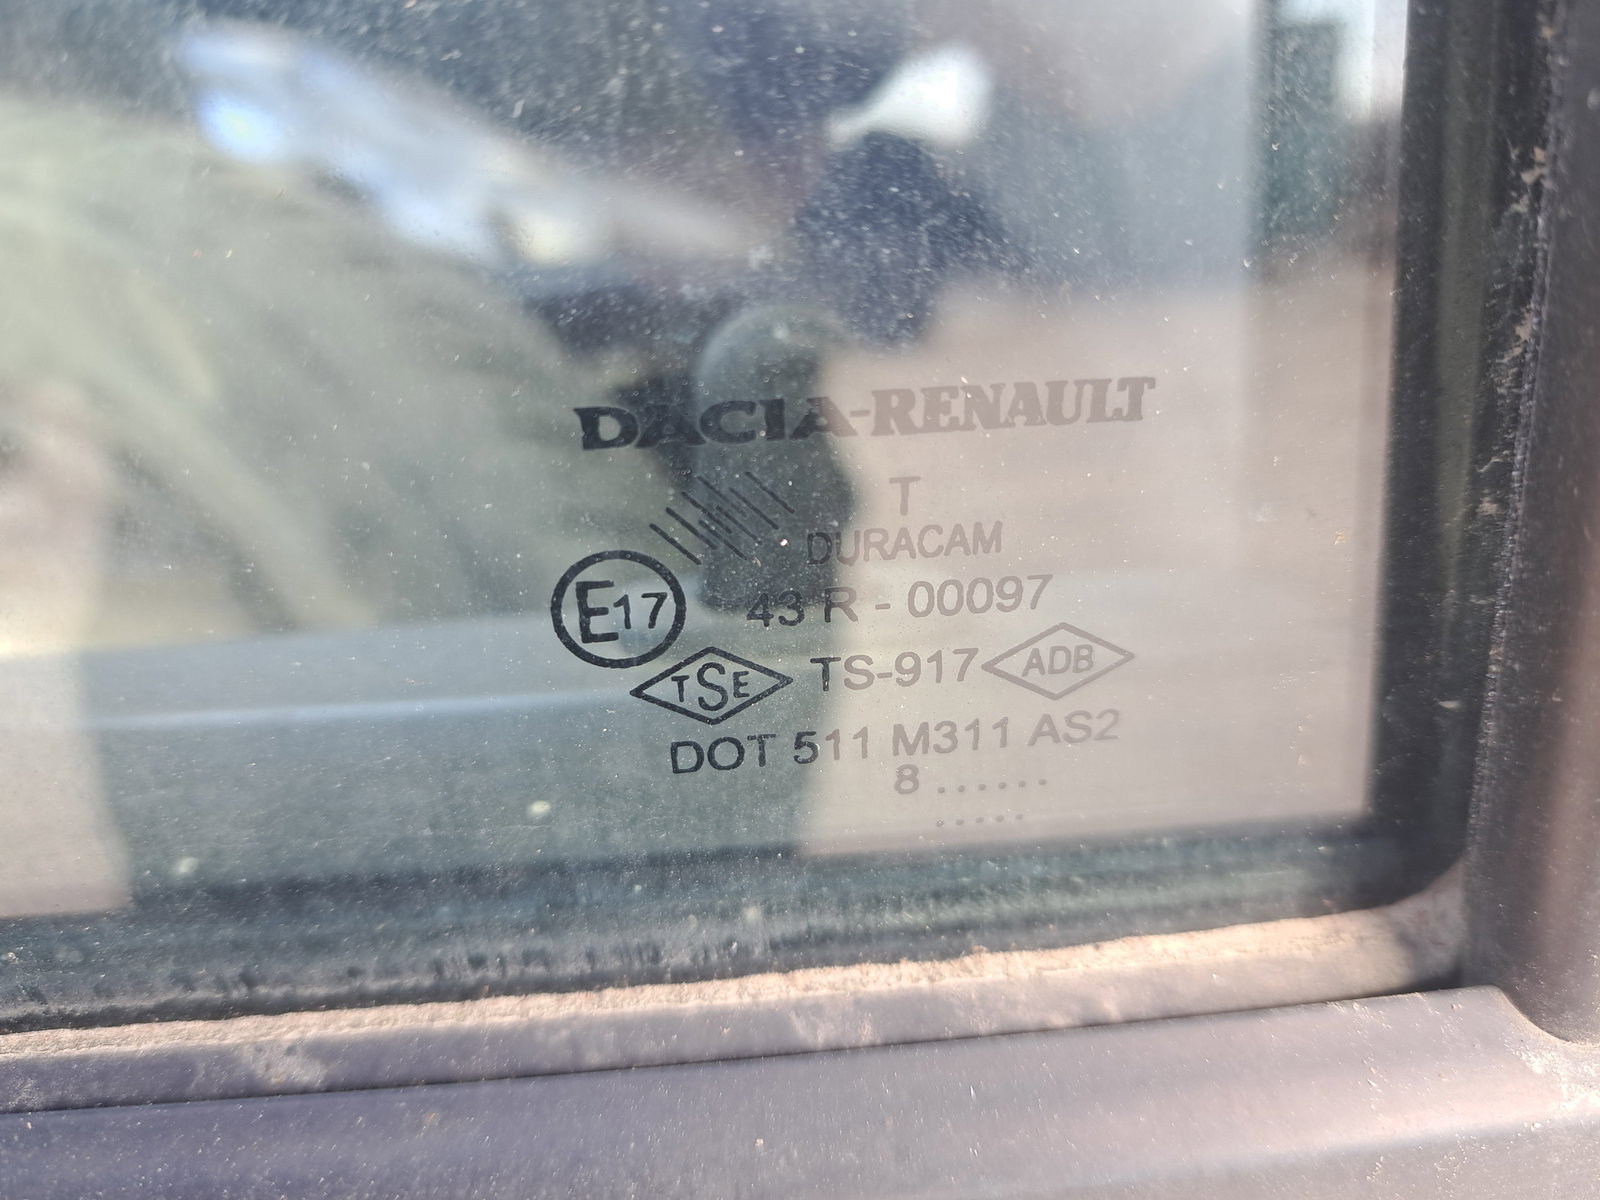 DACIA-RENAULT
T
DURACAM
E17 43 R - 00097
TSE TS-917 ADB
DOT 511 M311 AS2
8 . . . . . .
. . . . .